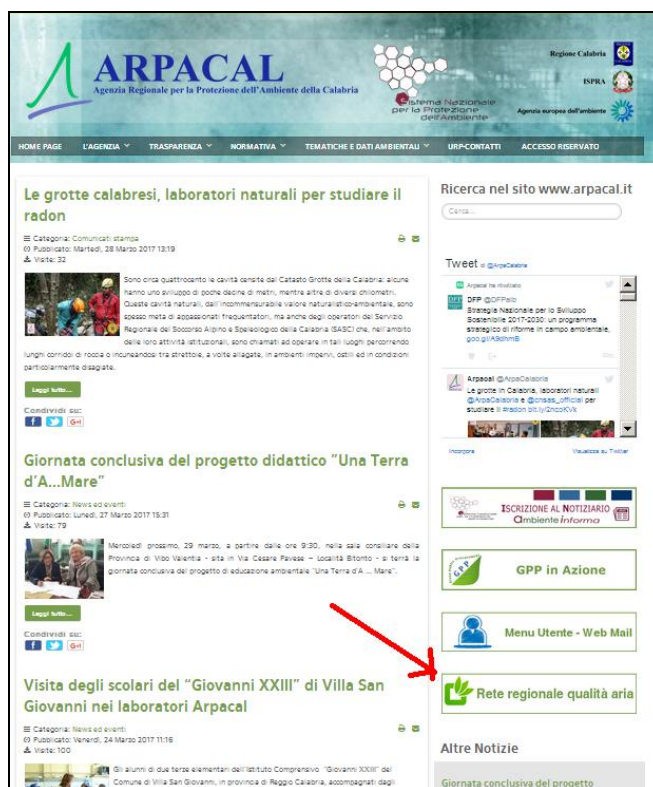 ARPACAL
Agenzia Regionale per la Protezione dell'Ambiente della Calabria
Sistema Nazionale
per la Protezione
dell'Ambiente
Regione Calabria
ISPRA
Agenzia europea dell'ambiente
HOME PAGE L'AGENZIA TRASPARENZA NORMATIVA TEMATICHE E DATI AMBIENTALI URP-CONTATTI ACCESSO RISERVATO
Le grotte calabresi, laboratori naturali per studiare il
radon
Categoria: Comunicati stampa
Pubblicato: Martedì, 28 Marzo 2017 13:19
Visite: 32
Sono circa quattrocento le cavità censite dal Catasto Grotte della Calabria: alcune
hanno uno sviluppo di poche decine di metri, mentre altre di diversi chilometri.
Queste cavità naturali, dall'incommensurabile valore naturalistico-ambientale, sono
spesso meta di appassionati frequentatori, ma anche degli operatori del Servizio
Regionale del Soccorso Alpino e Speleologico della Calabria (SASC) che, nell'ambito
delle loro attività istituzionali, sono chiamati ad operare in tali luoghi percorrendo
lunghi corridoi di roccia o incuneandosi tra strettoie, a volte allagate, in ambienti impervi, ostili ed in condizioni
particolarmente disagiate.
Leggi tutto...
Condividi su:
G+1
Giornata conclusiva del progetto didattico "Una Terra
d'A...Mare"
Categoria: News ed eventi
Pubblicato: Lunedì, 27 Marzo 2017 15:31
Visite: 79
Mercoledì prossimo, 29 marzo, a partire dalle ore 9:30, nella sala consiliare della
Provincia di Vibo Valentia - sita in Via Cesare Pavese – Località Bitonto - si terrà la
giornata conclusiva del progetto di educazione ambientale "Una Terra d'A ... Mare".
Leggi tutto...
Condividi su:
G+1
Visita degli scolari del "Giovanni XXIII" di Villa San
Giovanni nei laboratori Arpacal
Categoria: News ed eventi
Pubblicato: Venerdì, 24 Marzo 2017 11:16
Visite: 100
Gli alunni di due terze elementari dell'Istituto Comprensivo "Giovanni XXIII" del
Comune di Villa San Giovanni, in provincia di Reggio Calabria, accompagnati dagli
Ricerca nel sito www.arpacal.it
Cerca...
Tweet di @ArpaCalabria
Arpacal ha ritwittato
DFP @DFPalb
Strategia Nazionale per lo Sviluppo
Sostenibile 2017-2030: un programma
strategico di riforme in campo ambientale,
goo.gl/A9dhmB
Arpacal @ArpaCalabria
Le grotte in Calabria, laboratori naturali
@ArpaCalabria e @cnsas_official per
studiare il #radon bit.ly/2ncoKVk
Incorpora Visualizza su Twitter
ISCRIZIONE AL NOTIZIARIO
AmbienteInforma
GPP
GPP in Azione
Menu Utente - Web Mail
Rete regionale qualità aria
Altre Notizie
Giornata conclusiva del progetto